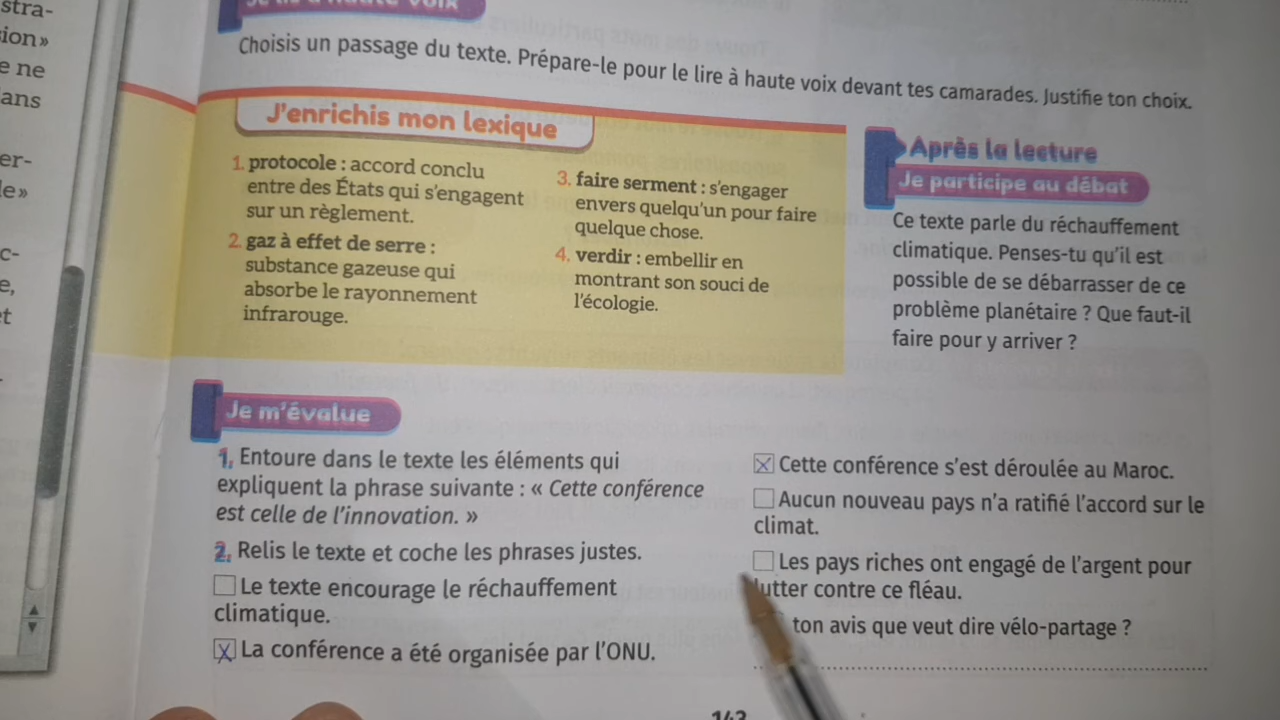 stra-
sion»
e ne
ans
er-
le»
c-
e,
et
Choisis un passage du texte. Prépare-le pour le lire à haute voix devant tes camarades. Justifie ton choix.
J'enrichis mon lexique
1. protocole : accord conclu
entre des États qui s'engagent
sur un règlement.
2. gaz à effet de serre :
substance gazeuse qui
absorbe le rayonnement
infrarouge.
3. faire serment : s'engager
envers quelqu'un pour faire
quelque chose.
4. verdir : embellir en
montrant son souci de
l'écologie.
Après la lecture
Je participe au débat
Ce texte parle du réchauffement
climatique. Penses-tu qu'il est
possible de se débarrasser de ce
problème planétaire ? Que faut-il
faire pour y arriver ?
Je m'évalue
1. Entoure dans le texte les éléments qui
expliquent la phrase suivante : « Cette conférence
est celle de l'innovation. »
2. Relis le texte et coche les phrases justes.
Le texte encourage le réchauffement
climatique.
La conférence a été organisée par l'ONU.
Cette conférence s'est déroulée au Maroc.
Aucun nouveau pays n'a ratifié l'accord sur le
climat.
Les pays riches ont engagé de l'argent pour
lutter contre ce fléau.
ton avis que veut dire vélo-partage ?